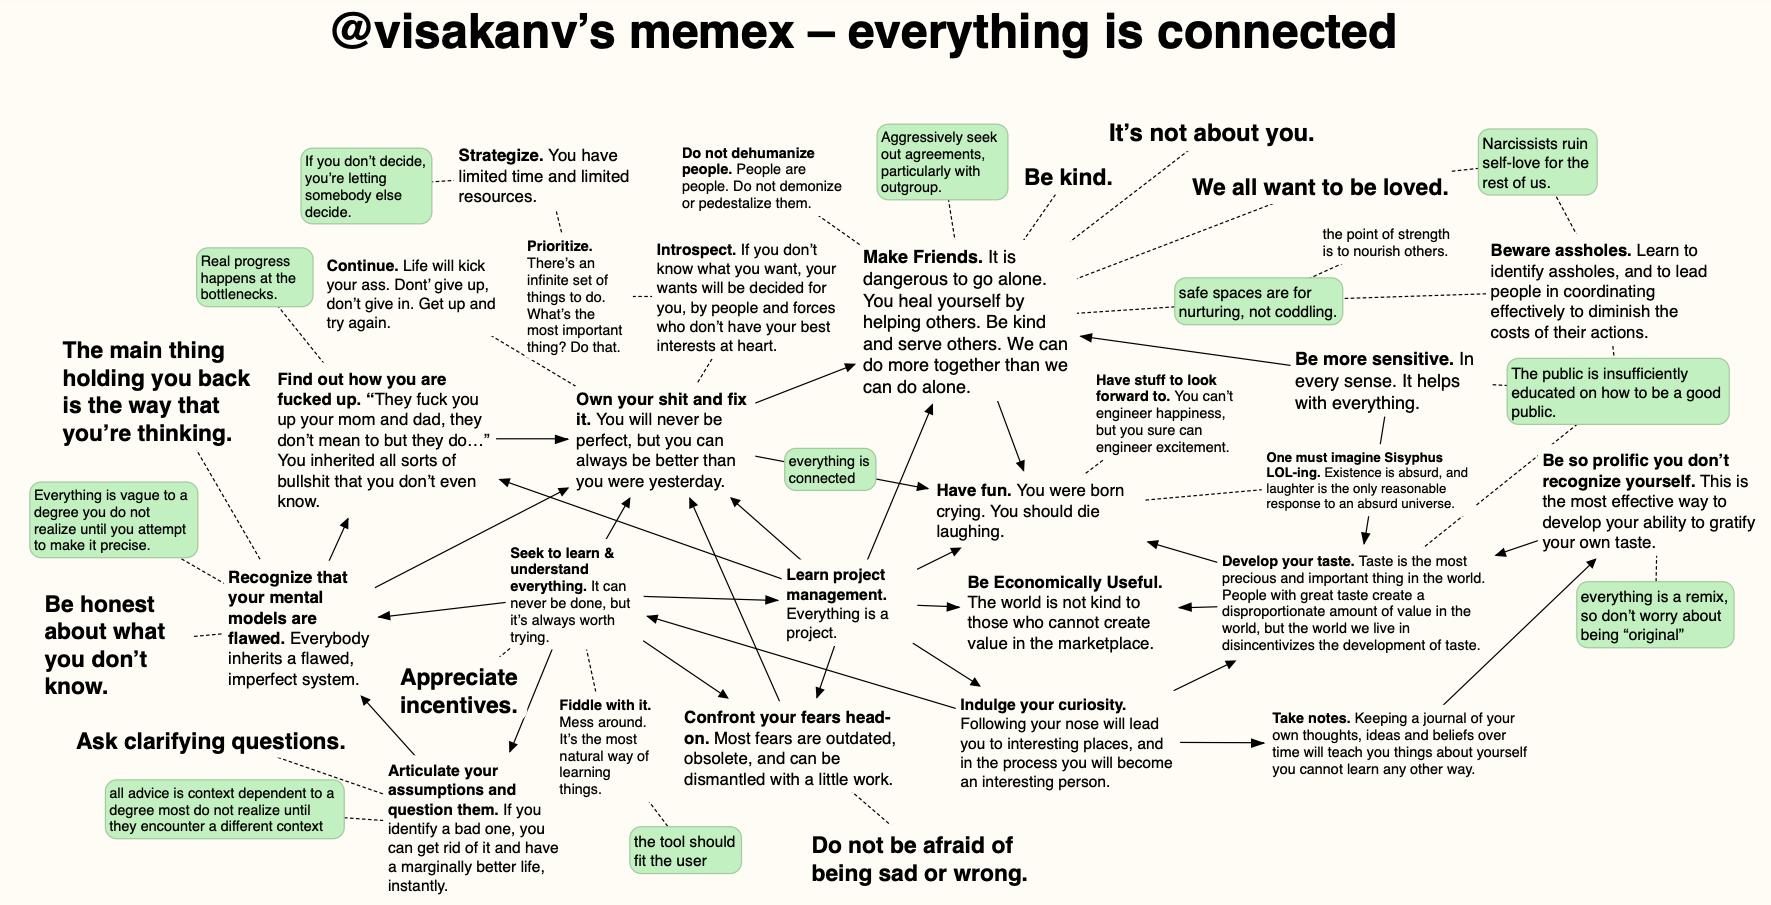 @visakanv’s memex – everything is connected
If you don’t decide,
you’re letting
somebody else
decide.
Strategize. You have
limited time and limited
resources.
Do not dehumanize
people. People are
people. Do not demonize
or pedestalize them.
Aggressively seek
out agreements,
particularly with
outgroup.
Be kind.
It’s not about you.
We all want to be loved.
Narcissists ruin
self-love for the
rest of us.
Real progress
happens at the
bottlenecks.
Continue. Life will kick
your ass. Dont’ give up,
don’t give in. Get up and
try again.
Prioritize.
There’s an
infinite set of
things to do.
What’s the
most important
thing? Do that.
Introspect. If you don’t
know what you want, your
wants will be decided for
you, by people and forces
who don’t have your best
interests at heart.
Make Friends. It is
dangerous to go alone.
You heal yourself by
helping others. Be kind
and serve others. We can
do more together than we
can do alone.
the point of strength
is to nourish others.
safe spaces are for
nurturing, not coddling.
Beware assholes. Learn to
identify assholes, and to lead
people in coordinating
effectively to diminish the
costs of their actions.
The main thing
holding you back
is the way that
you’re thinking.
Find out how you are
fucked up. “They fuck you
up your mom and dad, they
don’t mean to but they do…”
You inherited all sorts of
bullshit that you don’t even
know.
Own your shit and fix
it. You will never be
perfect, but you can
always be better than
you were yesterday.
everything is
connected
Have stuff to look
forward to. You can’t
engineer happiness,
but you sure can
engineer excitement.
Be more sensitive. In
every sense. It helps
with everything.
The public is insufficiently
educated on how to be a good
public.
Everything is vague to a
degree you do not
realize until you attempt
to make it precise.
Have fun. You were born
crying. You should die
laughing.
One must imagine Sisyphus
LOL-ing. Existence is absurd, and
laughter is the only reasonable
response to an absurd universe.
Be so prolific you don’t
recognize yourself. This is
the most effective way to
develop your ability to gratify
your own taste.
Be honest
about what
you don’t
know.
Recognize that
your mental
models are
flawed. Everybody
inherits a flawed,
imperfect system.
Seek to learn &
understand
everything. It can
never be done, but
it’s always worth
trying.
Learn project
management.
Everything is a
project.
Be Economically Useful.
The world is not kind to
those who cannot create
value in the marketplace.
Develop your taste. Taste is the most
precious and important thing in the world.
People with great taste create a
disproportionate amount of value in the
world, but the world we live in
disincentivizes the development of taste.
everything is a remix,
so don’t worry about
being “original”
Appreciate
incentives.
Ask clarifying questions.
all advice is context dependent to a
degree most do not realize until
they encounter a different context
Articulate your
assumptions and
question them. If you
identify a bad one, you
can get rid of it and have
a marginally better life,
instantly.
Fiddle with it.
Mess around.
It’s the most
natural way of
learning
things.
the tool should
fit the user
Confront your fears head-
on. Most fears are outdated,
obsolete, and can be
dismantled with a little work.
Do not be afraid of
being sad or wrong.
Indulge your curiosity.
Following your nose will lead
you to interesting places, and
in the process you will become
an interesting person.
Take notes. Keeping a journal of your
own thoughts, ideas and beliefs over
time will teach you things about yourself
you cannot learn any other way.